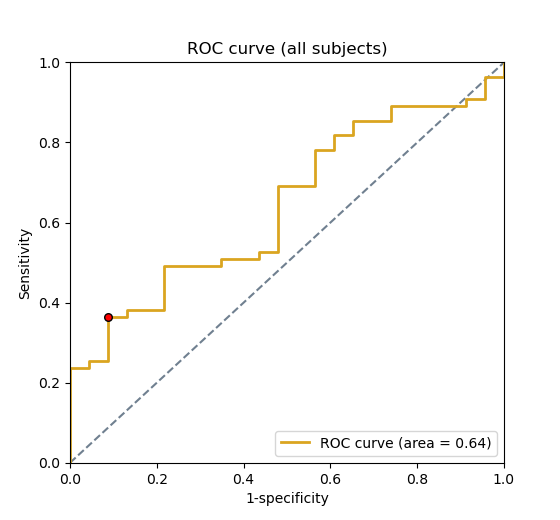 ROC curve (all subjects)
1.0
0.8
0.6
0.4
0.2
0.0
Sensitivity
ROC curve (area = 0.64)
0.0 0.2 0.4 0.6 0.8 1.0
1-specificity